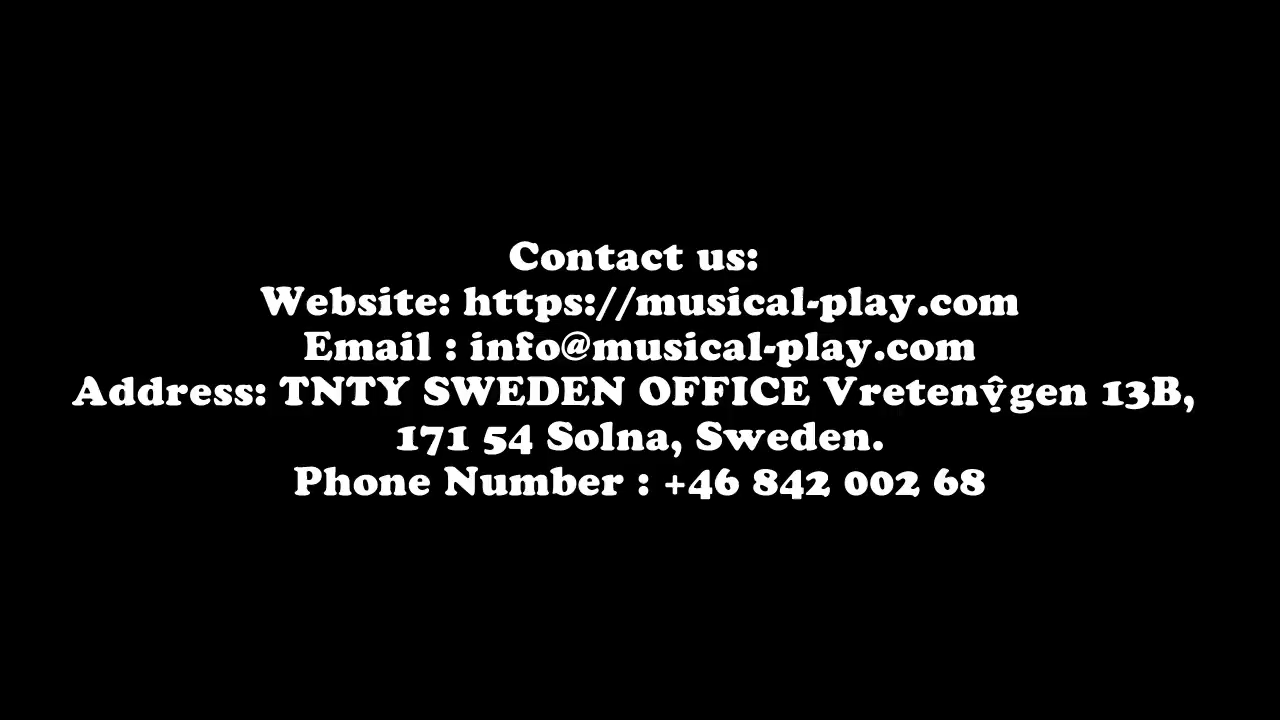 Contact us:
Website: https://musical-play.com
Email : info@musical-play.com
Address: TNTY SWEDEN OFFICE 13B,
171 54 Solna, Sweden.
Phone Number : +46 842 002 68